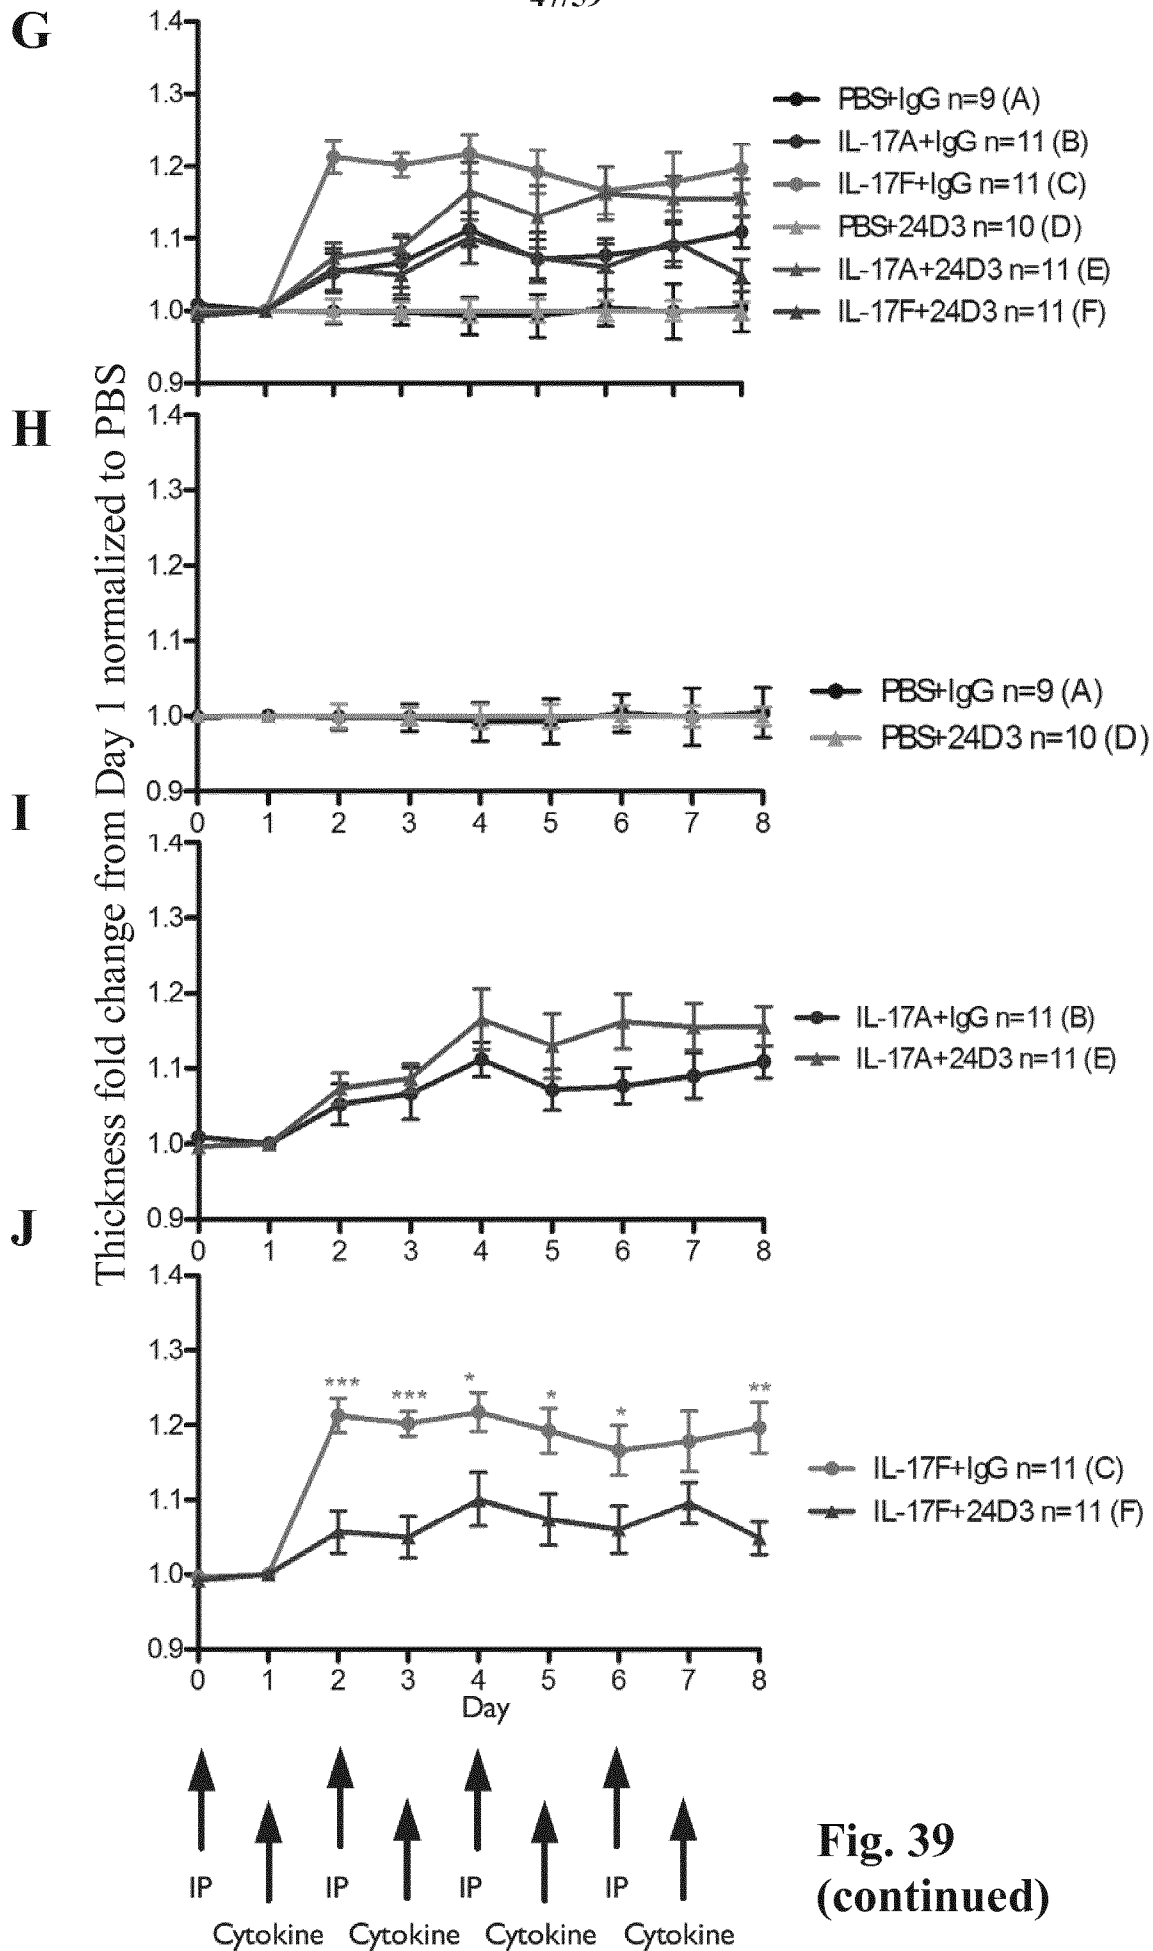 G
1.4
1.3
1.2
1.1
1.0
0.9
PBS+IgG n=9 (A)
IL-17A+IgG n=11 (B)
IL-17F+IgG n=11 (C)
PBS+24D3 n=10 (D)
IL-17A+24D3 n=11 (E)
IL-17F+24D3 n=11 (F)
Thickness fold change from Day 1 normalized to PBS
H
1.4
1.3
1.2
1.1
1.0
0.9
0 1 2 3 4 5 6 7 8
PBS+IgG n=9 (A)
PBS+24D3 n=10 (D)
I
1.4
1.3
1.2
1.1
1.0
0.9
0 1 2 3 4 5 6 7 8
IL-17A+IgG n=11 (B)
IL-17A+24D3 n=11 (E)
J
1.4
1.3
1.2
1.1
1.0
0.9
*** *** * * * **
0 1 2 3 4 5 6 7 8
Day
IL-17F+IgG n=11 (C)
IL-17F+24D3 n=11 (F)
IP IP IP IP
Cytokine Cytokine Cytokine Cytokine
Fig. 39
(continued)